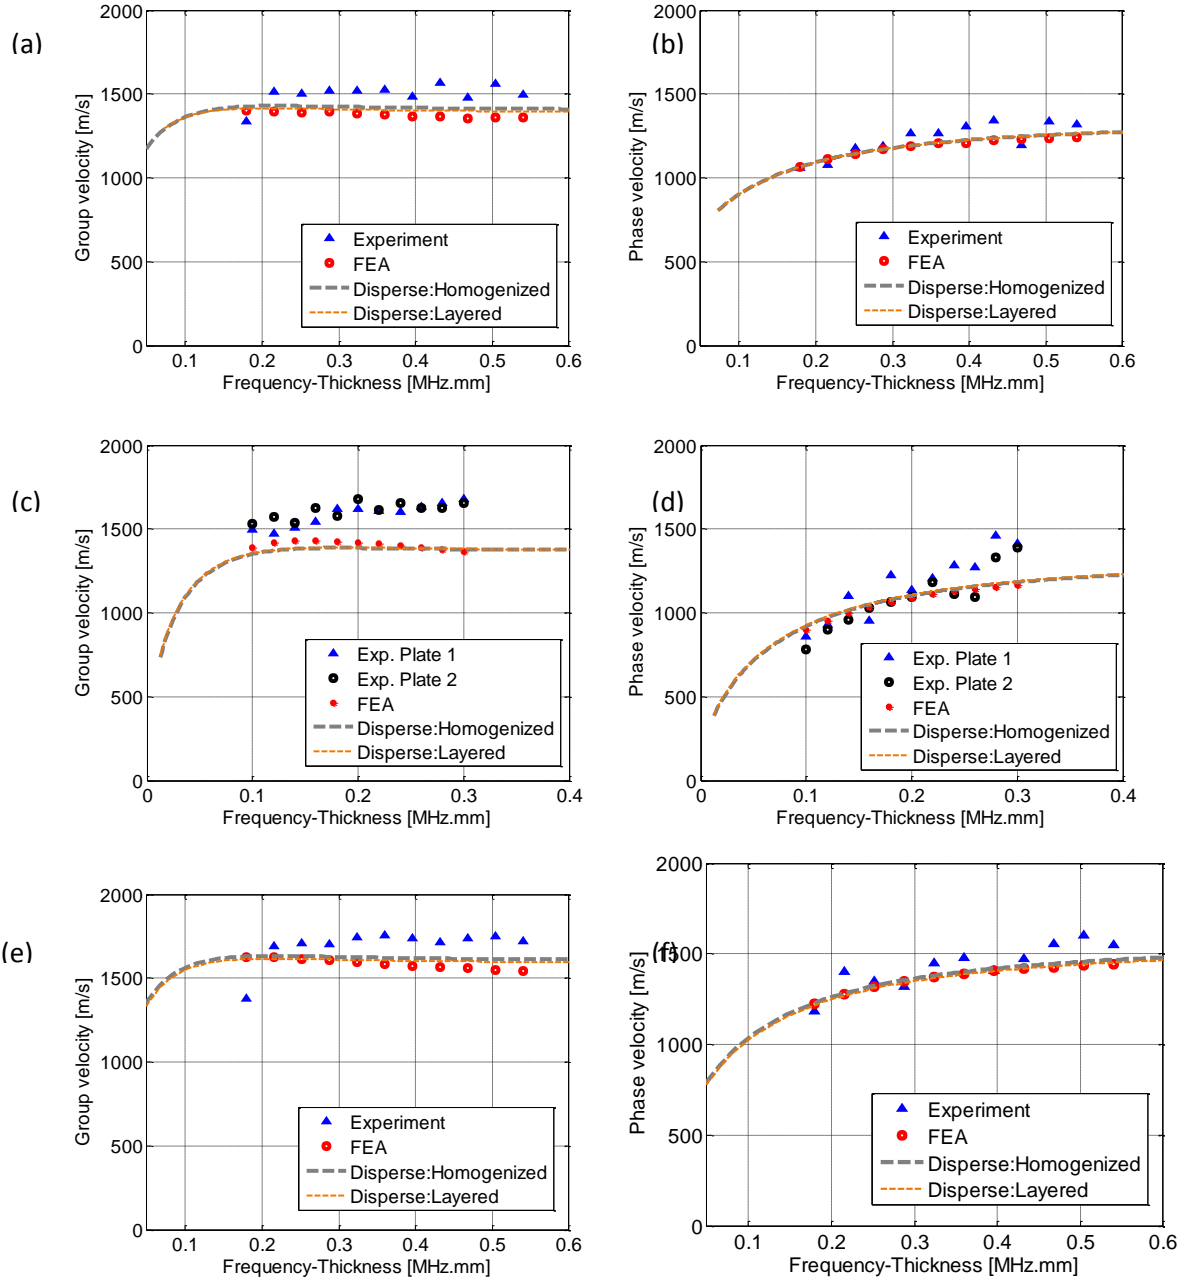 (a)
2000
1500
1000
500
0
Group velocity [m/s]
Experiment
FEA
Disperse:Homogenized
Disperse:Layered
0.1 0.2 0.3 0.4 0.5 0.6
Frequency-Thickness [MHz.mm]
(b)
2000
1500
1000
500
0
Phase velocity [m/s]
Experiment
FEA
Disperse:Homogenized
Disperse:Layered
0.1 0.2 0.3 0.4 0.5 0.6
Frequency-Thickness [MHz.mm]
(c)
2000
1500
1000
500
0
Group velocity [m/s]
Exp. Plate 1
Exp. Plate 2
FEA
Disperse:Homogenized
Disperse:Layered
0 0.1 0.2 0.3 0.4
Frequency-Thickness [MHz.mm]
(d)
2000
1500
1000
500
0
Phase velocity [m/s]
Exp. Plate 1
Exp. Plate 2
FEA
Disperse:Homogenized
Disperse:Layered
0 0.1 0.2 0.3 0.4
Frequency-Thickness [MHz.mm]
(e)
2000
1500
1000
500
0
Group velocity [m/s]
Experiment
FEA
Disperse:Homogenized
Disperse:Layered
0.1 0.2 0.3 0.4 0.5 0.6
Frequency-Thickness [MHz.mm]
(f)
2000
1500
1000
500
0
Phase velocity [m/s]
Experiment
FEA
Disperse:Homogenized
Disperse:Layered
0.1 0.2 0.3 0.4 0.5 0.6
Frequency-Thickness [MHz.mm]